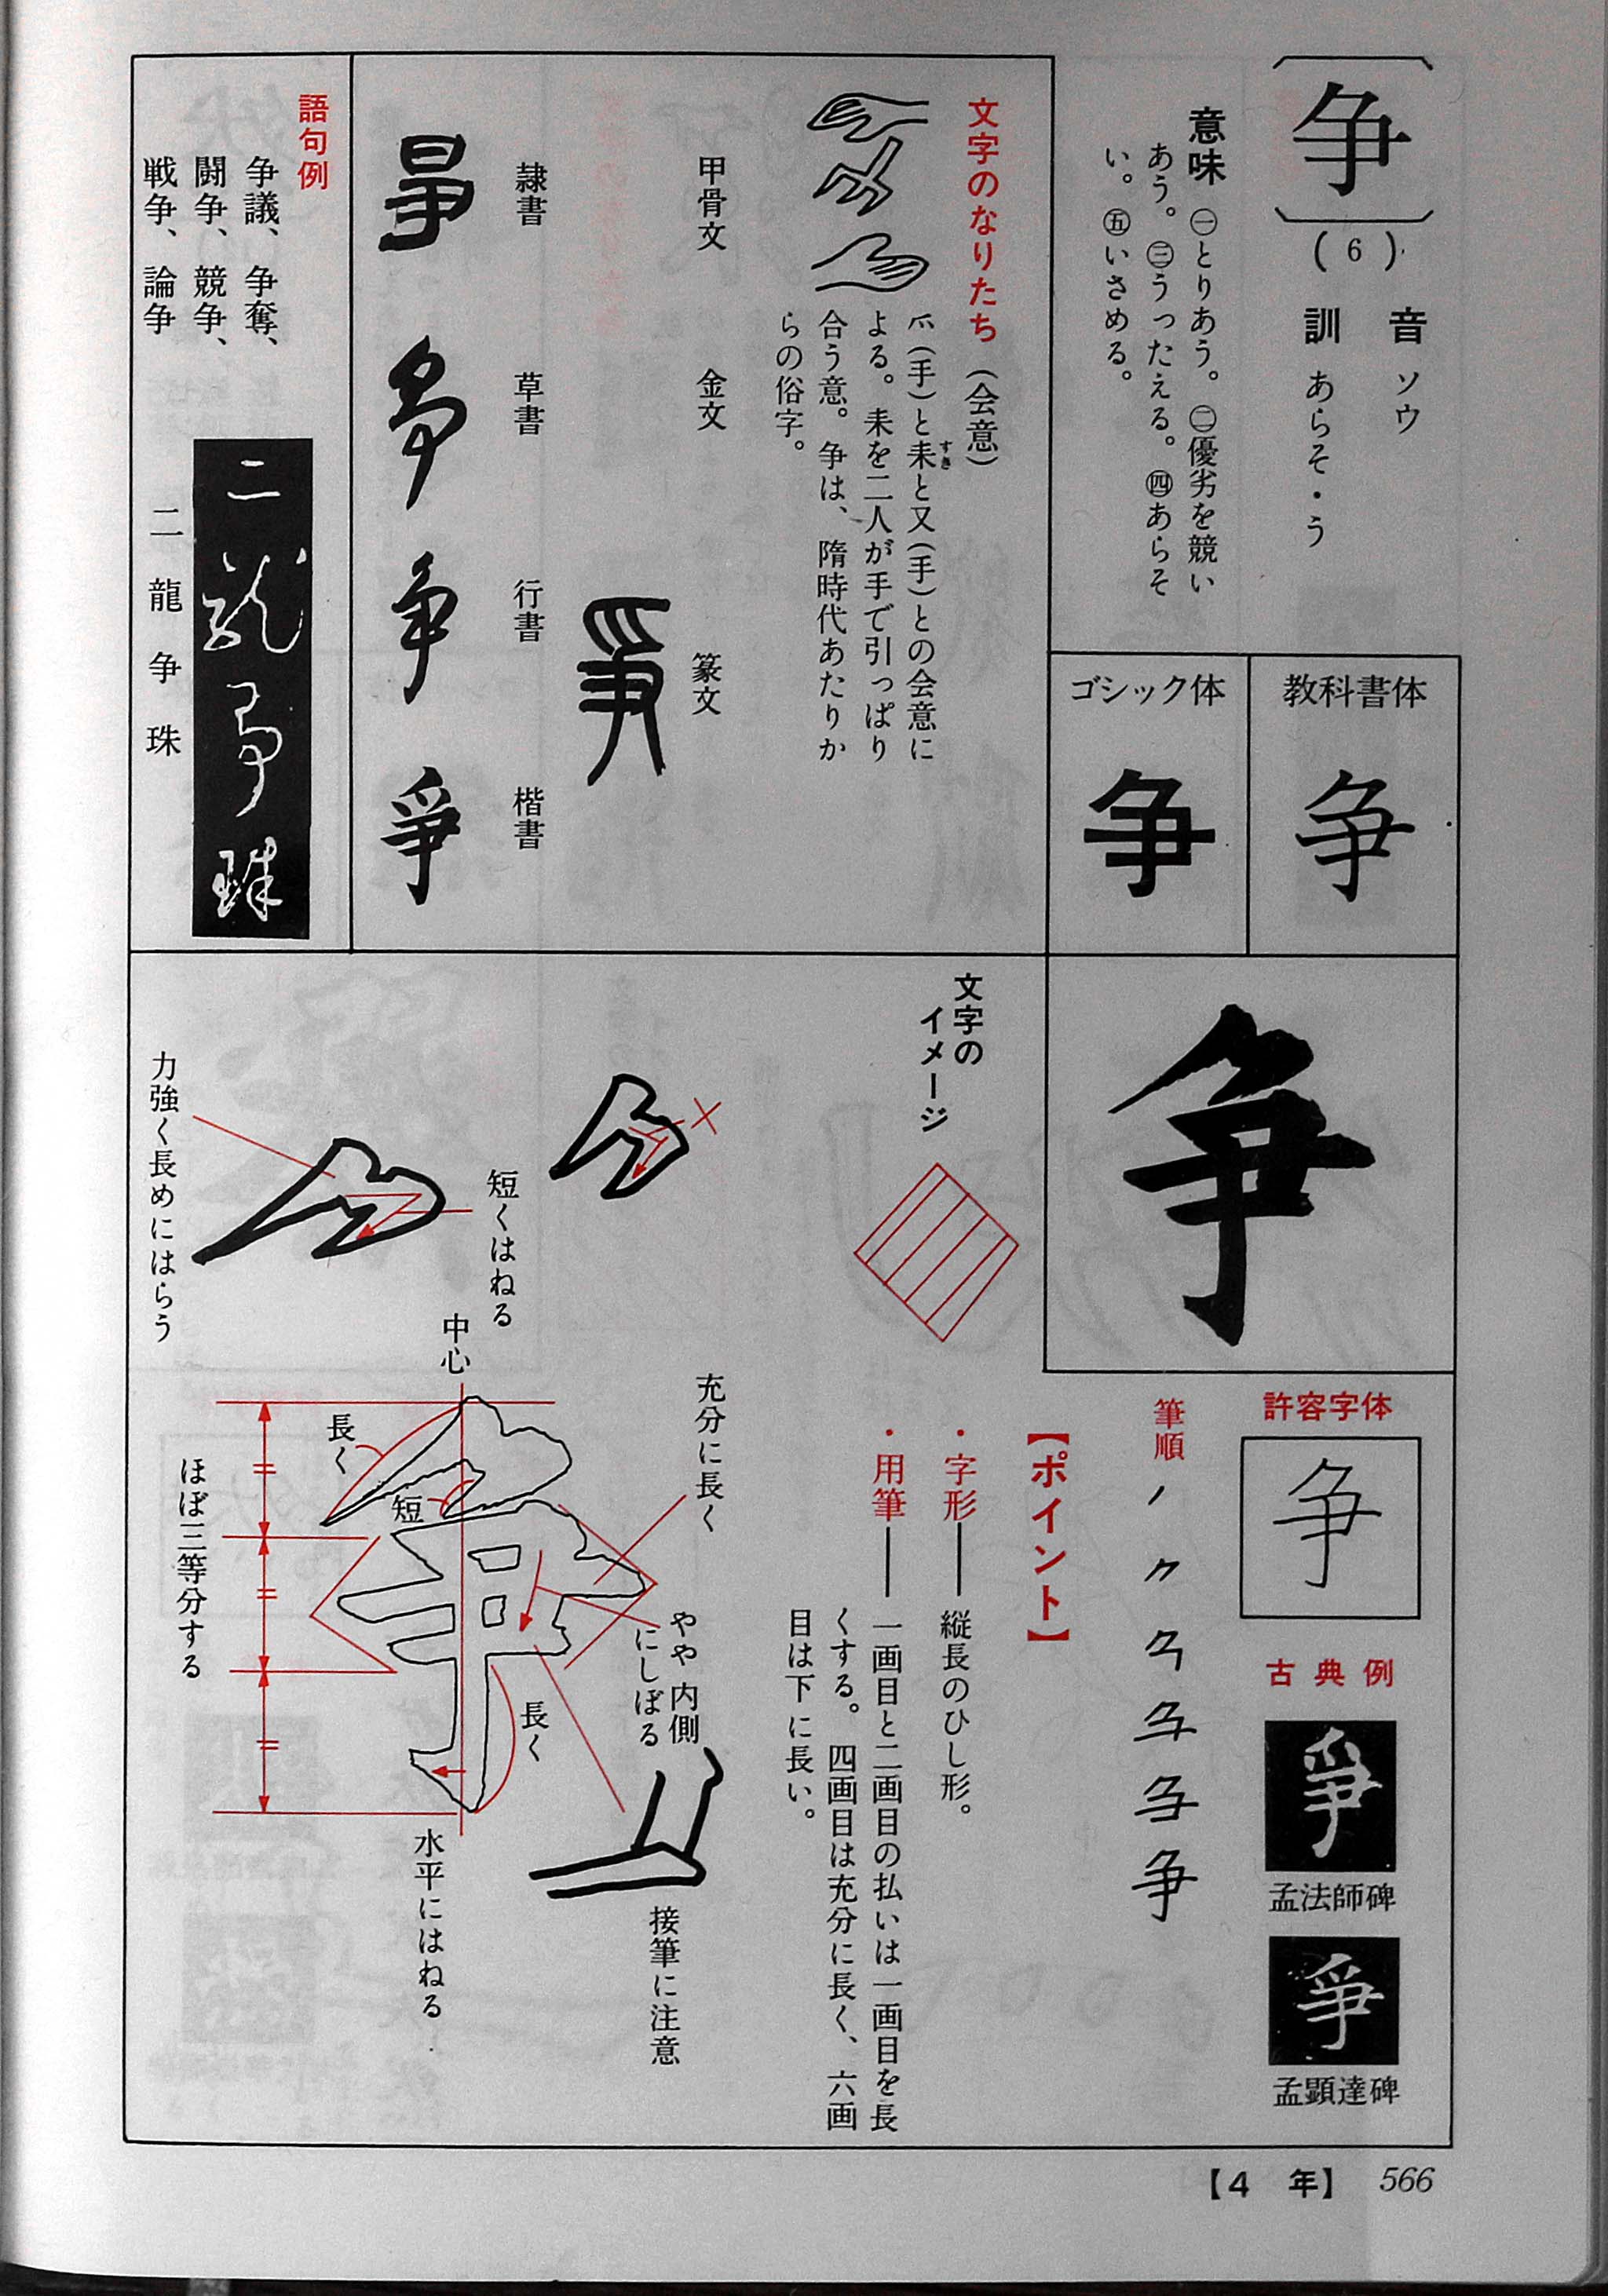 争
(6)
音 ソウ
訓 あらそ・う
意味 ㊀とりあう。㊁優劣を競い
あう。㊂うったえる。㊃あらそ
い。㊄いさめる。
教科書体
争
ゴシック体
争
文字のなりたち（会意）
爫(手)と耒と又(手)との会意に
すき
よる。耒を二人が手で引っぱり
合う意。争は、隋時代あたりか
らの俗字。
甲骨文
金文
篆文
爭
隷書
草書
行書
楷書
爭
語句例
争議、争奪、
闘争、競争、
戦争、論争
二龍争珠
二龍争珠
争
許容字体
争
古典例
爭
孟法師碑
爭
孟顕達碑
筆順
争
【ポイント】
・字形──縦長のひし形。
・用筆──一画目と二画目の払いは一画目を長
くする。四画目は充分に長く、六画
目は下に長い。
文字の
イメージ
短くはねる
力強く長めにはらう
充分に長く
中心
長く
短
ほぼ三等分する
やや内側
にしぼる
長く
水平にはねる
接筆に注意
【4 年】 566